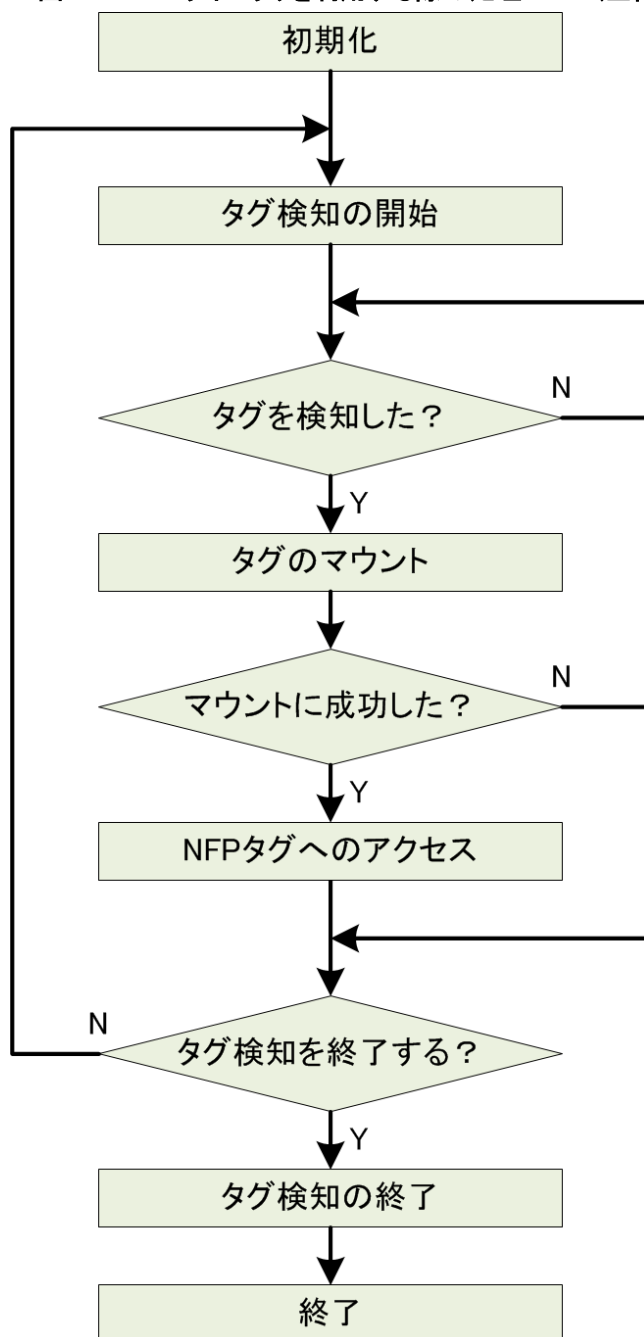 初期化
タグ検知の開始
タグを検知した？
N
Y
タグのマウント
マウントに成功した？
N
Y
NFPタグへのアクセス
N
タグ検知を終了する？
Y
タグ検知の終了
終了